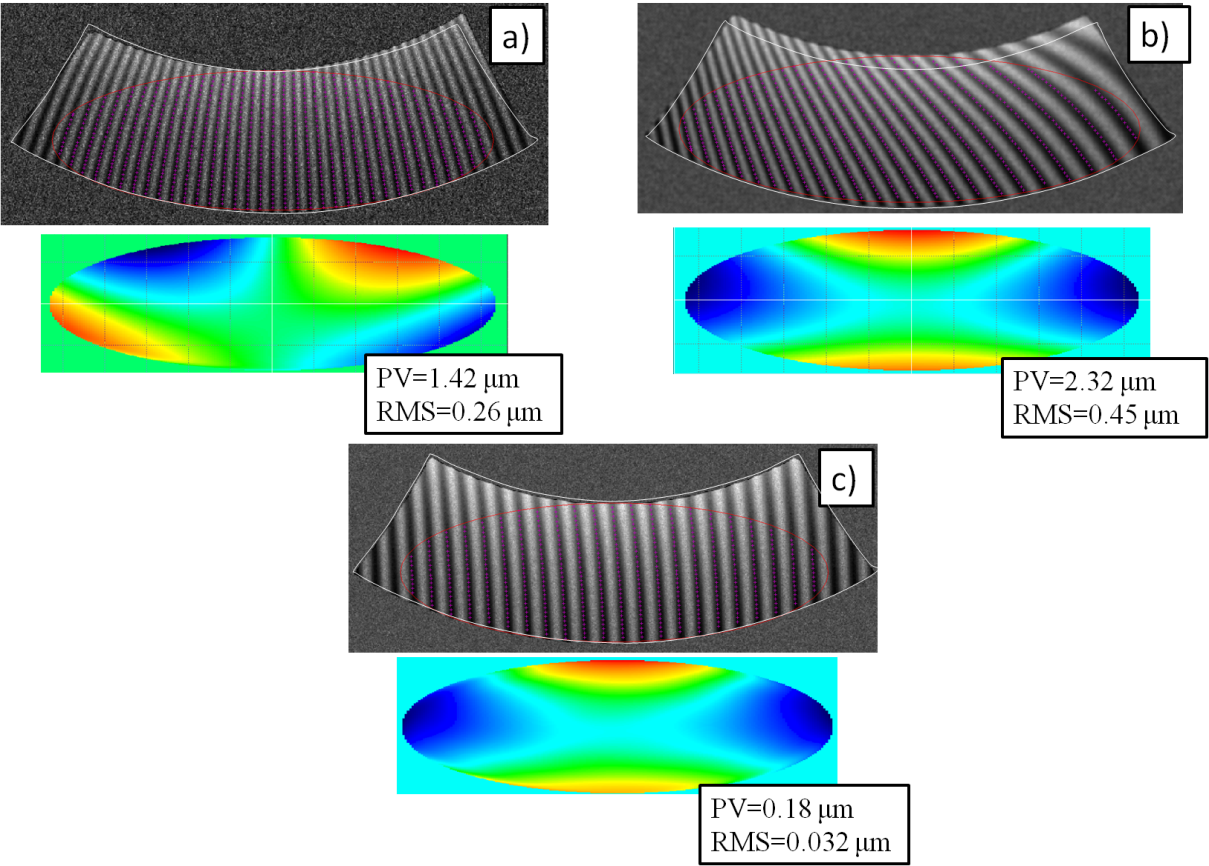 a)
b)
PV=1.42 μm
RMS=0.26 μm
PV=2.32 μm
RMS=0.45 μm
c)
PV=0.18 μm
RMS=0.032 μm